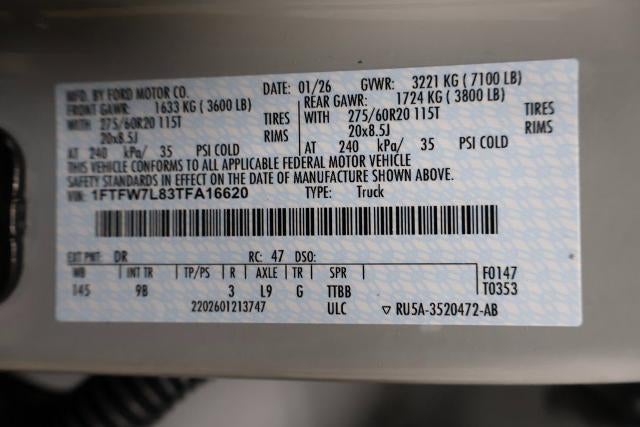 MFD. BY FORD MOTOR CO. DATE: 01/26 GVWR: 3221 KG ( 7100 LB)
FRONT GAWR: 1633 KG ( 3600 LB) REAR GAWR: 1724 KG ( 3800 LB)
WITH 275/60R20 115T TIRES WITH 275/60R20 115T TIRES
20x8.5J RIMS 20x8.5J RIMS
AT 240 kPa/ 35 PSI COLD AT 240 kPa/ 35 PSI COLD
THIS VEHICLE CONFORMS TO ALL APPLICABLE FEDERAL MOTOR VEHICLE
SAFETY STANDARDS IN EFFECT ON THE DATE OF MANUFACTURE SHOWN ABOVE.
VIN: 1FTFW7L83TFA16620 TYPE: Truck
EXT PNT: DR RC: 47 DSO:
WB INT TR TP/PS R AXLE TR SPR F0147
145 9B 3 L9 G TTBB T0353
2202601213747 ULC ▽ RU5A-3520472-AB